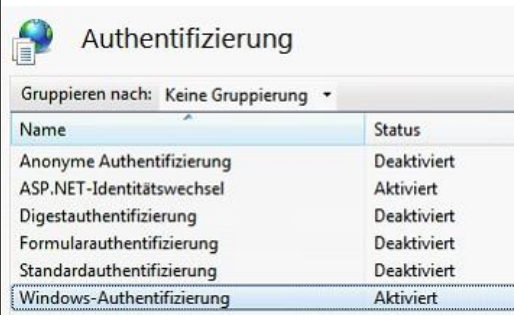 Authentifizierung
Gruppieren nach: Keine Gruppierung
Name Status
Anonyme Authentifizierung Deaktiviert
ASP.NET-Identitätswechsel Aktiviert
Digestauthentifizierung Deaktiviert
Formularauthentifizierung Deaktiviert
Standardauthentifizierung Deaktiviert
Windows-Authentifizierung Aktiviert